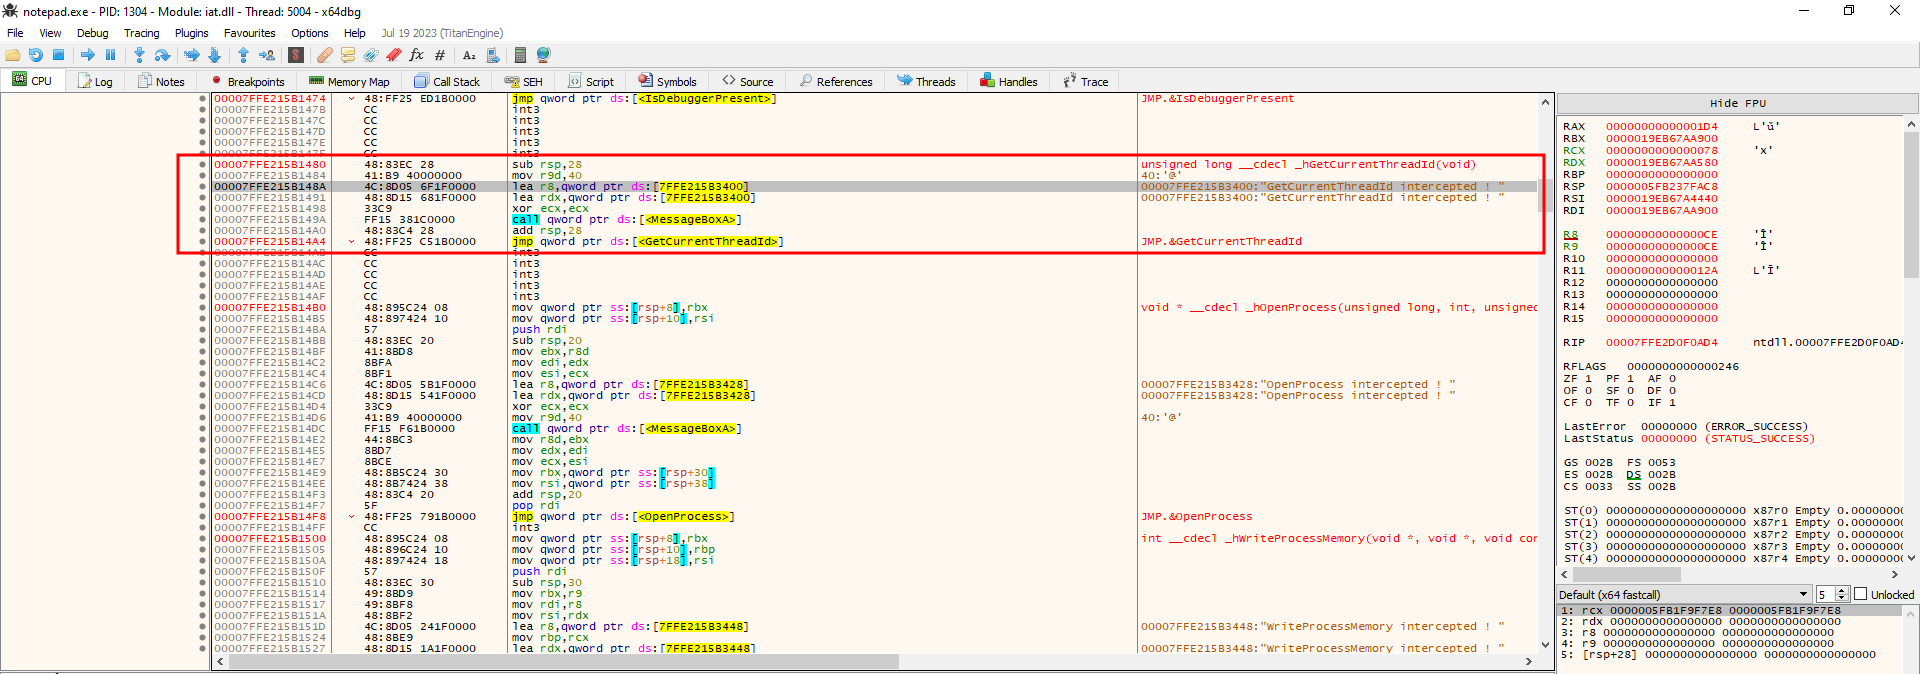 notepad.exe - PID: 1304 - Module: iat.dll - Thread: 5004 - x64dbg
File View Debug Tracing Plugins Favourites Options Help Jul 19 2023 (TitanEngine)
CPU Log Notes Breakpoints Memory Map Call Stack SEH Script Symbols Source References Threads Handles Trace
00007FFE215B1474 48:FF25 ED1B0000 jmp qword ptr ds:[<IsDebuggerPresent>] JMP.&IsDebuggerPresent
00007FFE215B147B CC int3
00007FFE215B147C CC int3
00007FFE215B147D CC int3
00007FFE215B147E CC int3
00007FFE215B147F CC int3
00007FFE215B1480 48:83EC 28 sub rsp,28 unsigned long __cdecl _hGetCurrentThreadId(void)
00007FFE215B1484 41:B9 40000000 mov r9d,40 40:'@'
00007FFE215B148A 4C:8D05 6F1F0000 lea r8,qword ptr ds:[7FFE215B3400] 00007FFE215B3400:"GetCurrentThreadId intercepted ! "
00007FFE215B1491 48:8D15 681F0000 lea rdx,qword ptr ds:[7FFE215B3400] 00007FFE215B3400:"GetCurrentThreadId intercepted ! "
00007FFE215B1498 33C9 xor ecx,ecx
00007FFE215B149A FF15 381C0000 call qword ptr ds:[<MessageBoxA>]
00007FFE215B14A0 48:83C4 28 add rsp,28
00007FFE215B14A4 48:FF25 C51B0000 jmp qword ptr ds:[<GetCurrentThreadId>] JMP.&GetCurrentThreadId
00007FFE215B14AB CC int3
00007FFE215B14AC CC int3
00007FFE215B14AD CC int3
00007FFE215B14AE CC int3
00007FFE215B14AF CC int3
00007FFE215B14B0 48:895C24 08 mov qword ptr ss:[rsp+8],rbx void * __cdecl _hOpenProcess(unsigned long, int, unsigned
00007FFE215B14B5 48:897424 10 mov qword ptr ss:[rsp+10],rsi
00007FFE215B14BA 57 push rdi
00007FFE215B14BB 48:83EC 20 sub rsp,20
00007FFE215B14BF 41:8BD8 mov ebx,r8d
00007FFE215B14C2 8BFA mov edi,edx
00007FFE215B14C4 8BF1 mov esi,ecx
00007FFE215B14C6 4C:8D05 5B1F0000 lea r8,qword ptr ds:[7FFE215B3428] 00007FFE215B3428:"OpenProcess intercepted ! "
00007FFE215B14CD 48:8D15 541F0000 lea rdx,qword ptr ds:[7FFE215B3428] 00007FFE215B3428:"OpenProcess intercepted ! "
00007FFE215B14D4 33C9 xor ecx,ecx
00007FFE215B14D6 41:B9 40000000 mov r9d,40 40:'@'
00007FFE215B14DC FF15 F61B0000 call qword ptr ds:[<MessageBoxA>]
00007FFE215B14E2 44:8BC3 mov r8d,ebx
00007FFE215B14E5 8BD7 mov edx,edi
00007FFE215B14E7 8BCE mov ecx,esi
00007FFE215B14E9 48:8B5C24 30 mov rbx,qword ptr ss:[rsp+30]
00007FFE215B14EE 48:8B7424 38 mov rsi,qword ptr ss:[rsp+38]
00007FFE215B14F3 48:83C4 20 add rsp,20
00007FFE215B14F7 5F pop rdi
00007FFE215B14F8 48:FF25 791B0000 jmp qword ptr ds:[<OpenProcess>] JMP.&OpenProcess
00007FFE215B14FF CC int3
00007FFE215B1500 48:895C24 08 mov qword ptr ss:[rsp+8],rbx int __cdecl _hWriteProcessMemory(void *, void *, void con
00007FFE215B1505 48:896C24 10 mov qword ptr ss:[rsp+10],rbp
00007FFE215B150A 48:897424 18 mov qword ptr ss:[rsp+18],rsi
00007FFE215B150F 57 push rdi
00007FFE215B1510 48:83EC 30 sub rsp,30
00007FFE215B1514 49:8BD9 mov rbx,r9
00007FFE215B1517 49:8BF8 mov rdi,r8
00007FFE215B151A 48:8BF2 mov rsi,rdx
00007FFE215B151D 4C:8D05 241F0000 lea r8,qword ptr ds:[7FFE215B3448] 00007FFE215B3448:"WriteProcessMemory intercepted ! "
00007FFE215B1524 48:8BE9 mov rbp,rcx
00007FFE215B1527 48:8D15 1A1F0000 lea rdx,qword ptr ds:[7FFE215B3448] 00007FFE215B3448:"WriteProcessMemory intercepted ! "
Hide FPU
RAX 00000000000001D4 L'ǔ'
RBX 0000019EB67AA900
RCX 0000000000000078 'x'
RDX 0000019EB67AA580
RBP 0000000000000000
RSP 0000005FB237FAC8
RSI 0000019EB67A4440
RDI 0000019EB67AA900
R8 00000000000000CE 'Î'
R9 00000000000000CE 'Î'
R10 0000000000000000
R11 000000000000012A L'Ī'
R12 0000000000000000
R13 0000000000000000
R14 0000000000000000
R15 0000000000000000
RIP 00007FFE2D0F0AD4 ntdll.00007FFE2D0F0AD4
RFLAGS 0000000000000246
ZF 1 PF 1 AF 0
OF 0 SF 0 DF 0
CF 0 TF 0 IF 1
LastError 00000000 (ERROR_SUCCESS)
LastStatus 00000000 (STATUS_SUCCESS)
GS 002B FS 0053
ES 002B DS 002B
CS 0033 SS 002B
ST(0) 00000000000000000000 x87r0 Empty 0.00000000
ST(1) 00000000000000000000 x87r1 Empty 0.00000000
ST(2) 00000000000000000000 x87r2 Empty 0.00000000
ST(3) 00000000000000000000 x87r3 Empty 0.00000000
ST(4) 00000000000000000000 x87r4 Empty 0.00000000
Default (x64 fastcall) 5 Unlocked
1: rcx 0000005FB1F9F7E8 0000005FB1F9F7E8
2: rdx 0000000000000000 0000000000000000
3: r8 0000000000000000 0000000000000000
4: r9 0000000000000000 0000000000000000
5: [rsp+28] 0000000000000000 0000000000000000